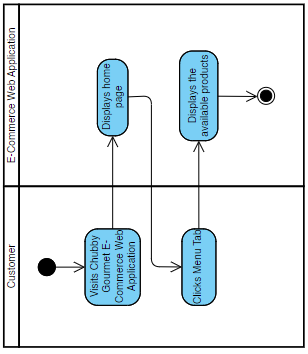 E-Commerce Web Application
Displays home
page
Displays the
available products
Customer
Visits Chubby
Gourmet E-
Commerce Web
Application
Clicks Menu Tab